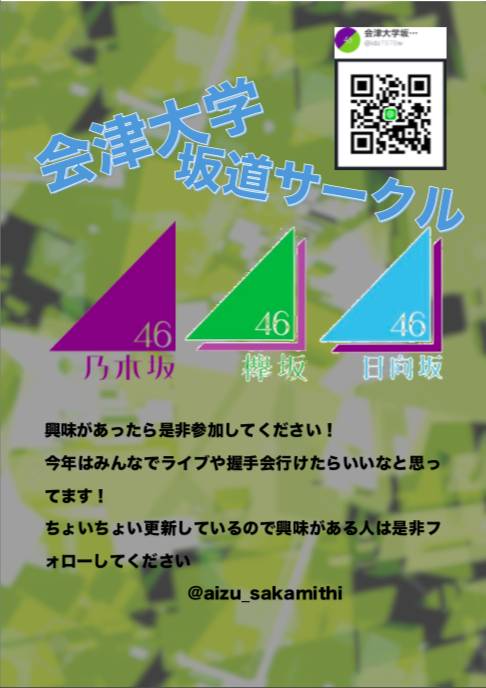 会津大学坂…
会津大学
坂道サークル
46
乃木坂
46
欅坂
46
日向坂
興味があったら是非参加してください！
今年はみんなでライブや握手会行けたらいいなと思っ
てます！
ちょいちょい更新しているので興味がある人は是非フ
ォローしてください
@aizu_sakamithi